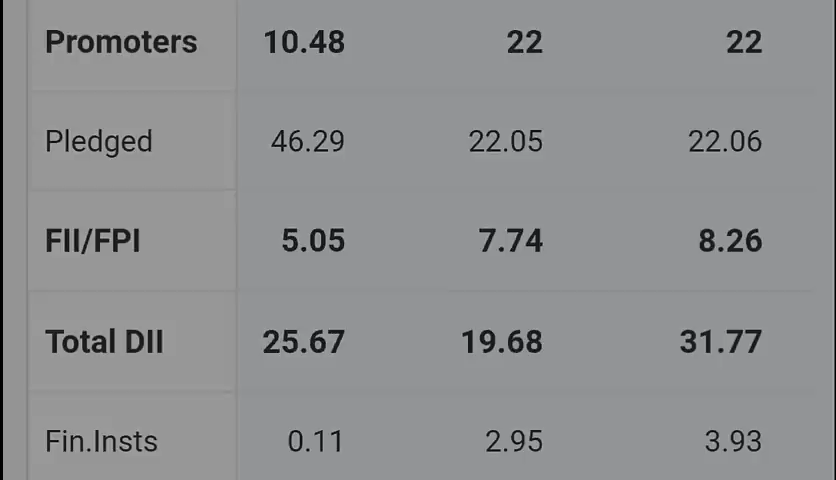 Promoters 10.48 22 22
Pledged 46.29 22.05 22.06
FII/FPI 5.05 7.74 8.26
Total DII 25.67 19.68 31.77
Fin.Insts 0.11 2.95 3.93